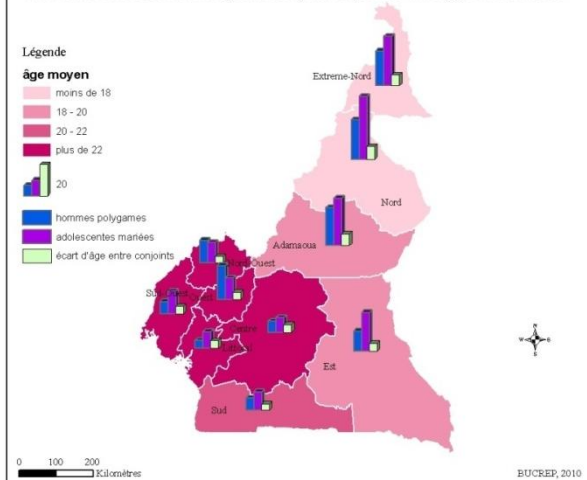 Légende
âge moyen
moins de 18
18 - 20
20 - 22
plus de 22
20
hommes polygames
adolescentes mariées
écart d'âge entre conjoints
Extreme-Nord
Nord
Adamaoua
Nord-Ouest
Sud-Ouest
Ouest
Centre
Littoral
Est
Sud
N
W E
S
0 100 200
Kilomètres
BUCREP, 2010